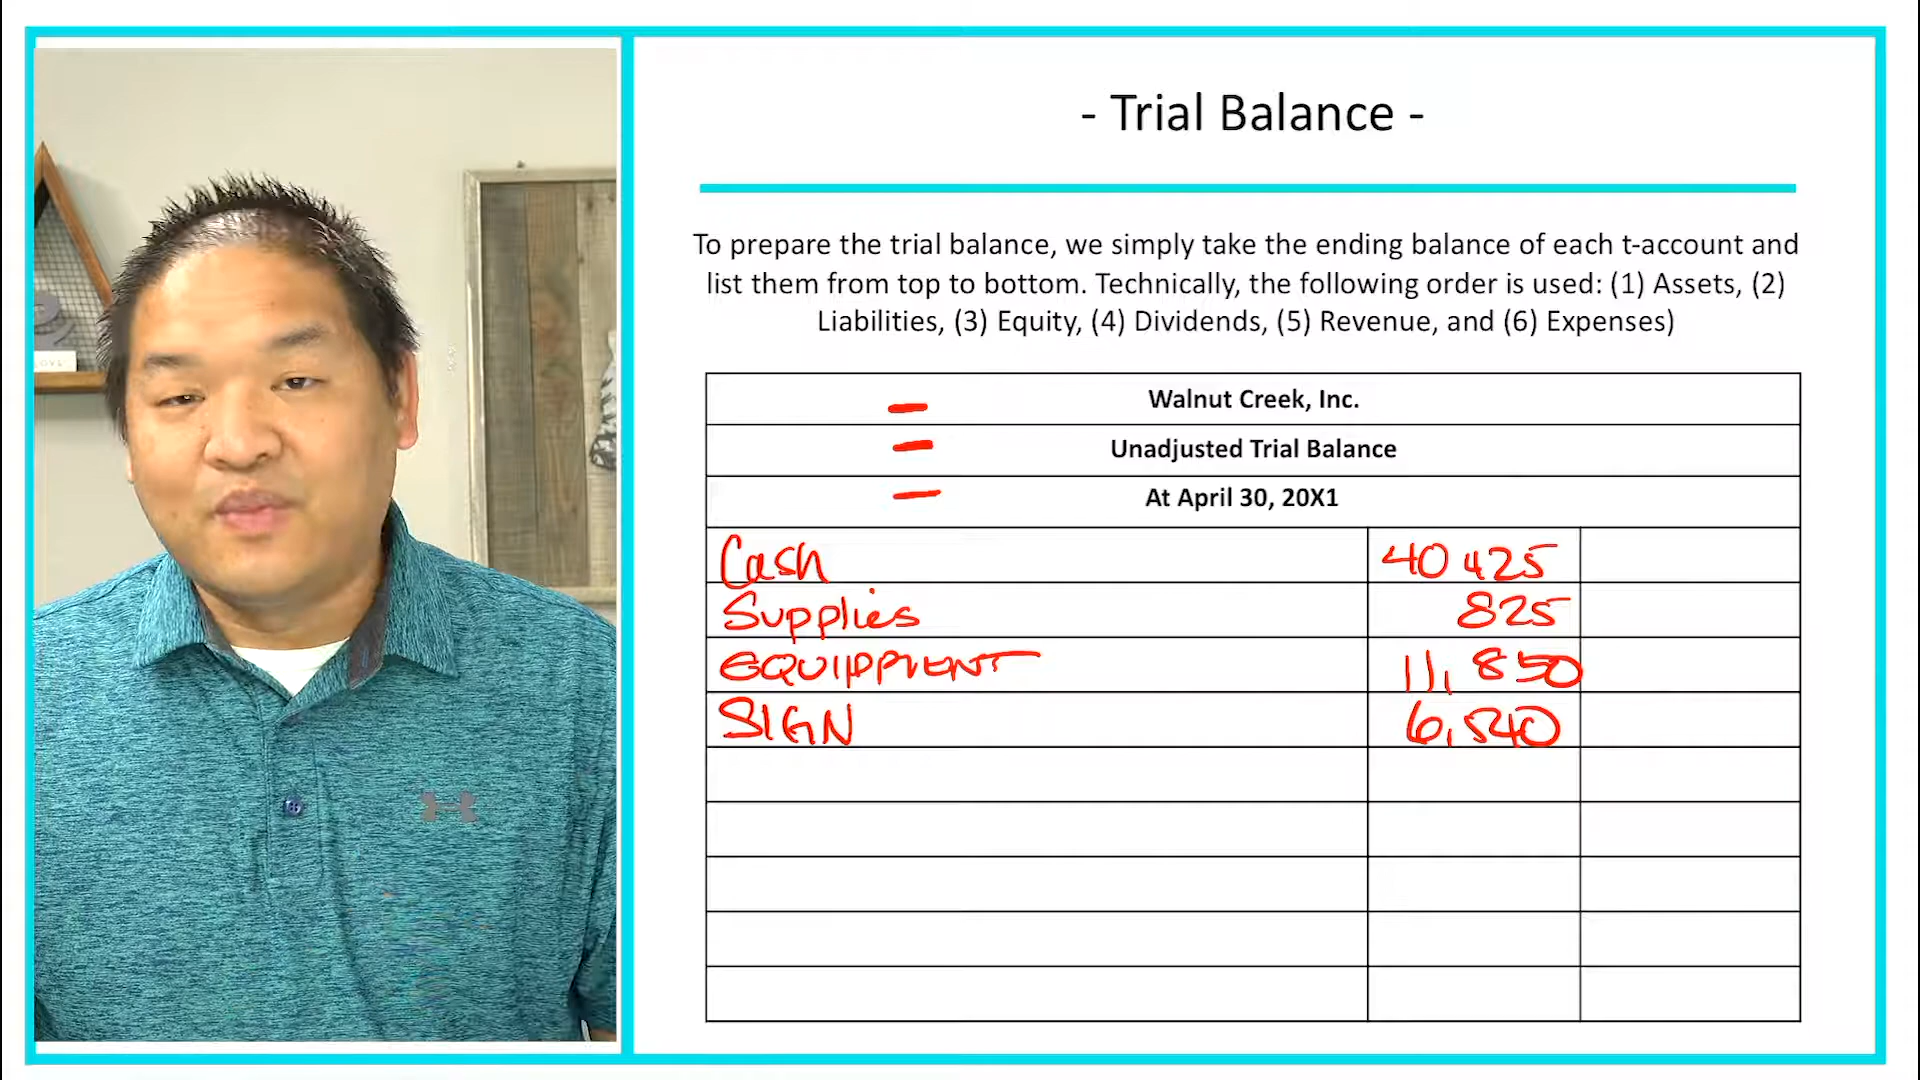 - Trial Balance -
To prepare the trial balance, we simply take the ending balance of each t-account and
list them from top to bottom. Technically, the following order is used: (1) Assets, (2)
Liabilities, (3) Equity, (4) Dividends, (5) Revenue, and (6) Expenses)
Walnut Creek, Inc.
Unadjusted Trial Balance
At April 30, 20X1
Cash 40 425
Supplies 825
EQUIPMENT 11,850
SIGN 6,540